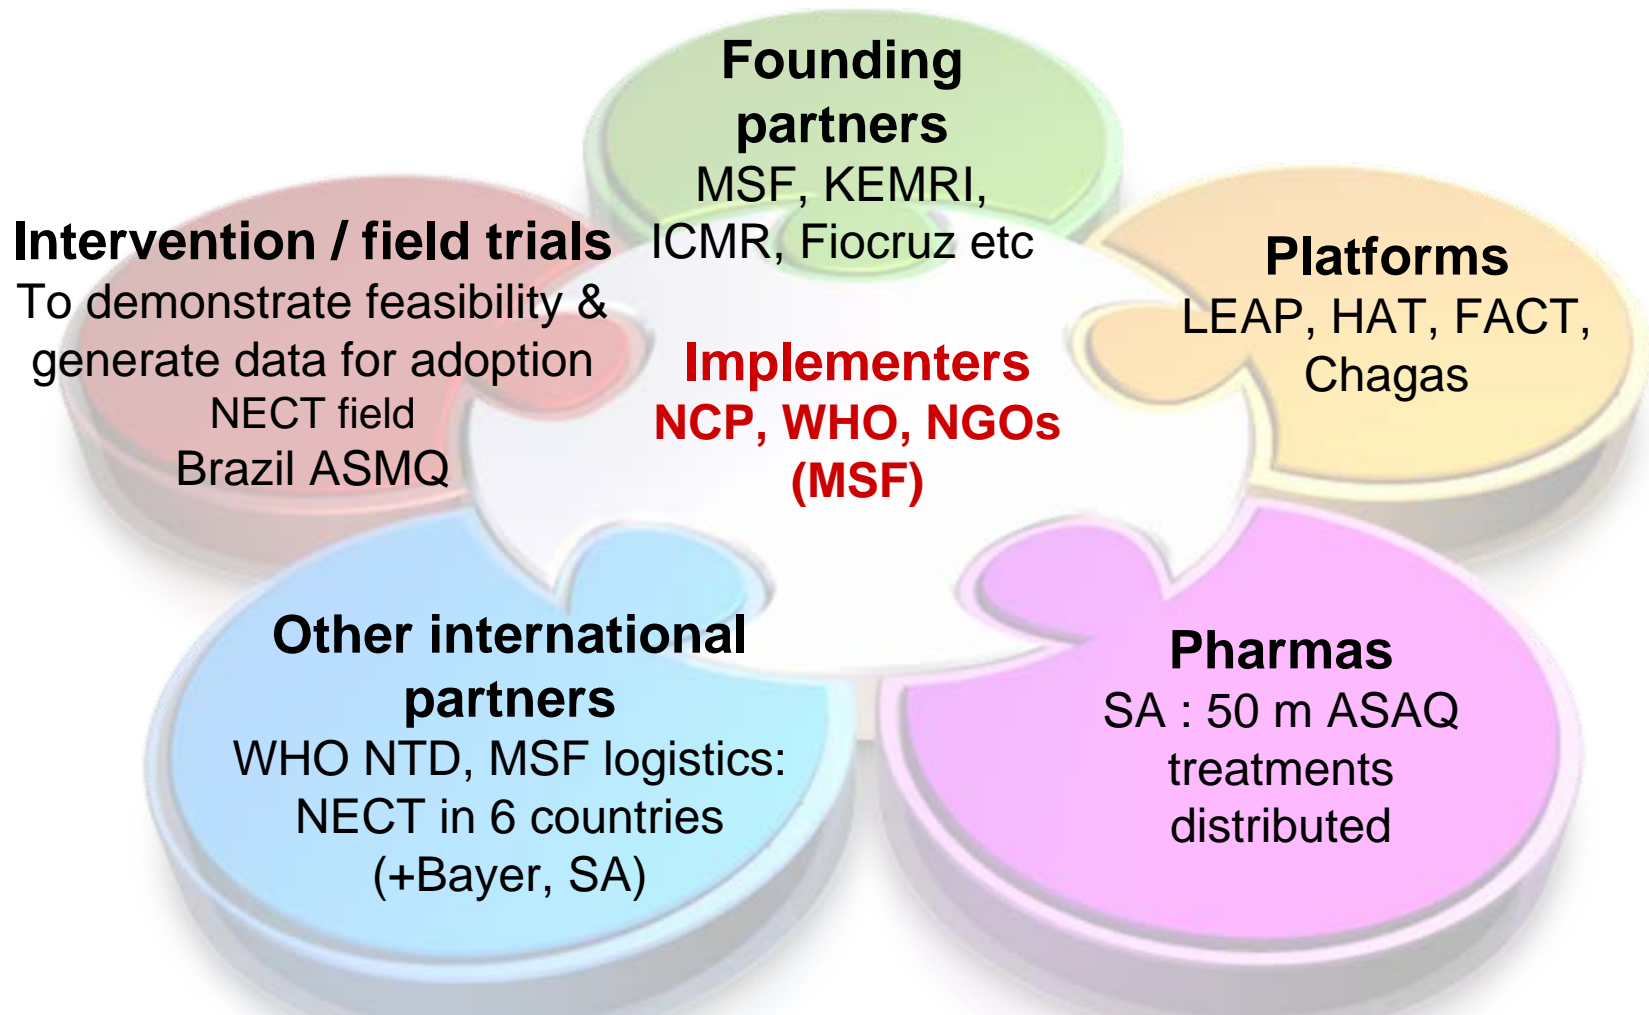 Founding
partners
MSF, KEMRI,
ICMR, Fiocruz etc
Intervention / field trials
To demonstrate feasibility &
generate data for adoption
NECT field
Brazil ASMQ
Platforms
LEAP, HAT, FACT,
Chagas
Implementers
NCP, WHO, NGOs
(MSF)
Other international
partners
WHO NTD, MSF logistics:
NECT in 6 countries
(+Bayer, SA)
Pharmas
SA : 50 m ASAQ
treatments
distributed